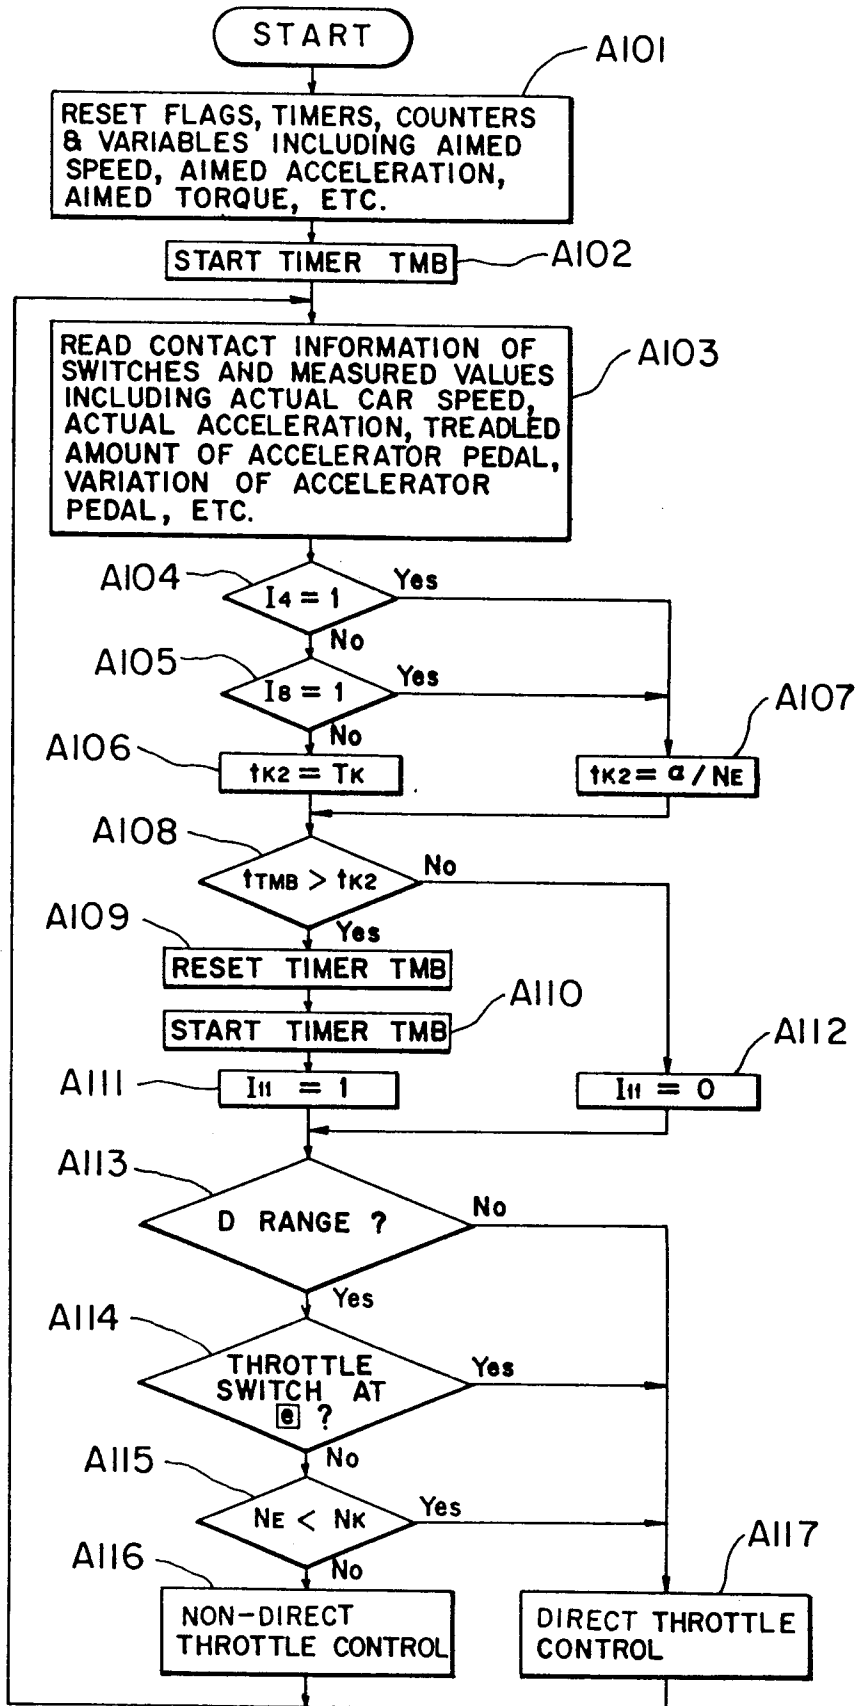 START
A101
RESET FLAGS, TIMERS, COUNTERS
& VARIABLES INCLUDING AIMED
SPEED, AIMED ACCELERATION,
AIMED TORQUE, ETC.
START TIMER TMB
A102
READ CONTACT INFORMATION OF
SWITCHES AND MEASURED VALUES
INCLUDING ACTUAL CAR SPEED,
ACTUAL ACCELERATION, TREADLED
AMOUNT OF ACCELERATOR PEDAL,
VARIATION OF ACCELERATOR
PEDAL, ETC.
A103
A104
I4 = 1
Yes
No
A105
I8 = 1
Yes
No
A106
tK2 = TK
A107
tK2 = α / NE
A108
tTMB > tK2
No
Yes
A109
RESET TIMER TMB
A110
START TIMER TMB
A111
I11 = 1
A112
I11 = 0
A113
D RANGE ?
No
Yes
A114
THROTTLE
SWITCH AT
e ?
Yes
No
A115
NE < NK
Yes
No
A116
NON-DIRECT
THROTTLE CONTROL
A117
DIRECT THROTTLE
CONTROL